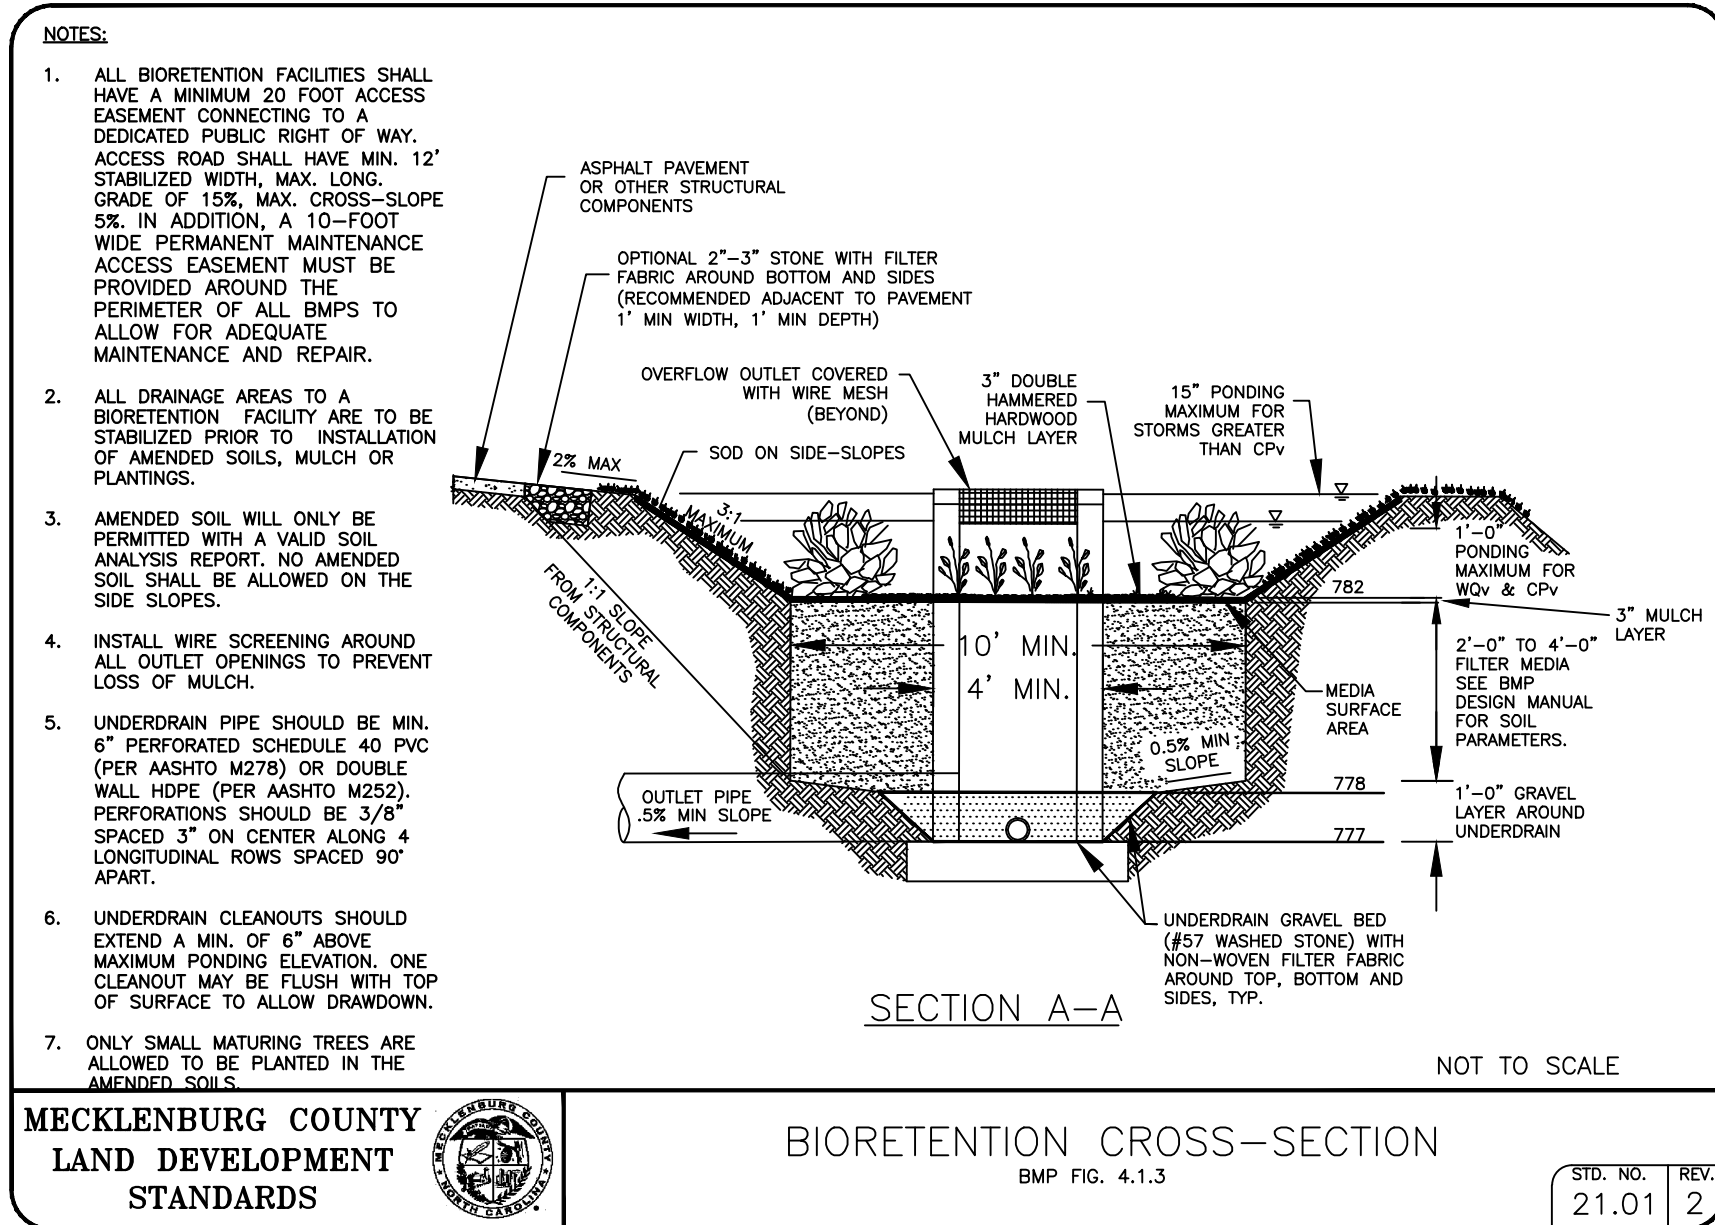 NOTES:
1. ALL BIORETENTION FACILITIES SHALL
HAVE A MINIMUM 20 FOOT ACCESS
EASEMENT CONNECTING TO A
DEDICATED PUBLIC RIGHT OF WAY.
ACCESS ROAD SHALL HAVE MIN. 12'
STABILIZED WIDTH, MAX. LONG.
GRADE OF 15%, MAX. CROSS-SLOPE
5%. IN ADDITION, A 10-FOOT
WIDE PERMANENT MAINTENANCE
ACCESS EASEMENT MUST BE
PROVIDED AROUND THE
PERIMETER OF ALL BMPS TO
ALLOW FOR ADEQUATE
MAINTENANCE AND REPAIR.
2. ALL DRAINAGE AREAS TO A
BIORETENTION FACILITY ARE TO BE
STABILIZED PRIOR TO INSTALLATION
OF AMENDED SOILS, MULCH OR
PLANTINGS.
3. AMENDED SOIL WILL ONLY BE
PERMITTED WITH A VALID SOIL
ANALYSIS REPORT. NO AMENDED
SOIL SHALL BE ALLOWED ON THE
SIDE SLOPES.
4. INSTALL WIRE SCREENING AROUND
ALL OUTLET OPENINGS TO PREVENT
LOSS OF MULCH.
5. UNDERDRAIN PIPE SHOULD BE MIN.
6" PERFORATED SCHEDULE 40 PVC
(PER AASHTO M278) OR DOUBLE
WALL HDPE (PER AASHTO M252).
PERFORATIONS SHOULD BE 3/8"
SPACED 3" ON CENTER ALONG 4
LONGITUDINAL ROWS SPACED 90°
APART.
6. UNDERDRAIN CLEANOUTS SHOULD
EXTEND A MIN. OF 6" ABOVE
MAXIMUM PONDING ELEVATION. ONE
CLEANOUT MAY BE FLUSH WITH TOP
OF SURFACE TO ALLOW DRAWDOWN.
7. ONLY SMALL MATURING TREES ARE
ALLOWED TO BE PLANTED IN THE
AMENDED SOILS.
ASPHALT PAVEMENT
OR OTHER STRUCTURAL
COMPONENTS
OPTIONAL 2"-3" STONE WITH FILTER
FABRIC AROUND BOTTOM AND SIDES
(RECOMMENDED ADJACENT TO PAVEMENT
1' MIN WIDTH, 1' MIN DEPTH)
OVERFLOW OUTLET COVERED
WITH WIRE MESH
(BEYOND)
3" DOUBLE
HAMMERED
HARDWOOD
MULCH LAYER
15" PONDING
MAXIMUM FOR
STORMS GREATER
THAN CPv
SOD ON SIDE-SLOPES
2% MAX
3:1
MAXIMUM
1:1 SLOPE
FROM STRUCTURAL
COMPONENTS
1'-0"
PONDING
MAXIMUM FOR
WQv & CPv
782
3" MULCH
LAYER
10' MIN.
4' MIN.
2'-0" TO 4'-0"
FILTER MEDIA
SEE BMP
DESIGN MANUAL
FOR SOIL
PARAMETERS.
MEDIA
SURFACE
AREA
0.5% MIN
SLOPE
778
OUTLET PIPE
.5% MIN SLOPE
1'-0" GRAVEL
LAYER AROUND
UNDERDRAIN
777
UNDERDRAIN GRAVEL BED
(#57 WASHED STONE) WITH
NON-WOVEN FILTER FABRIC
AROUND TOP, BOTTOM AND
SIDES, TYP.
SECTION A-A
NOT TO SCALE
MECKLENBURG COUNTY
LAND DEVELOPMENT
STANDARDS
MECKLENBURG COUNTY
NORTH CAROLINA
BIORETENTION CROSS-SECTION
BMP FIG. 4.1.3
STD. NO. REV.
21.01 2